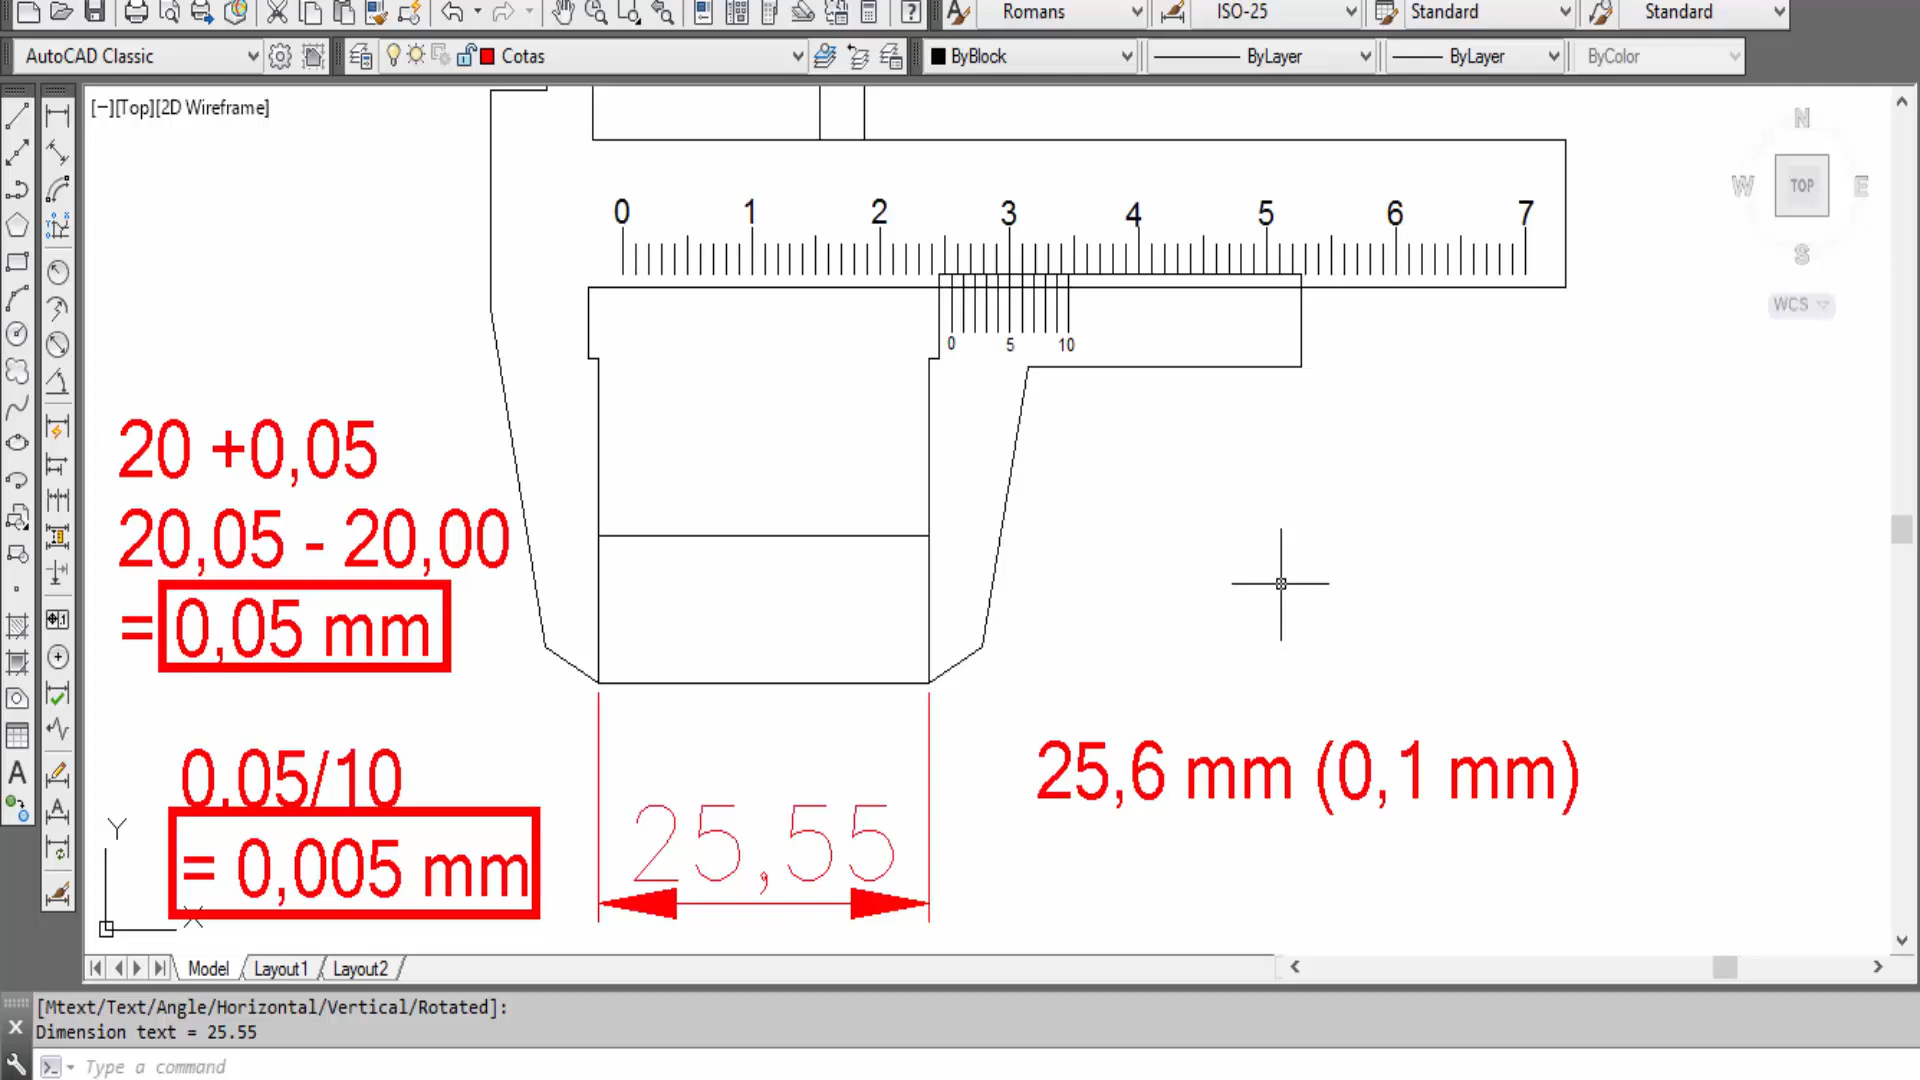 Romans ISO-25 Standard Standard
AutoCAD Classic Cotas ByBlock ByLayer ByLayer ByColor
[−][Top][2D Wireframe]
N
W TOP E
S
WCS
0 1 2 3 4 5 6 7
0 5 10
20 +0,05
20,05 - 20,00
= 0,05 mm
0.05/10
= 0,005 mm
25,55
25,6 mm (0,1 mm)
Y
X
A
Model Layout1 Layout2
[Mtext/Text/Angle/Horizontal/Vertical/Rotated]:
Dimension text = 25.55
Type a command